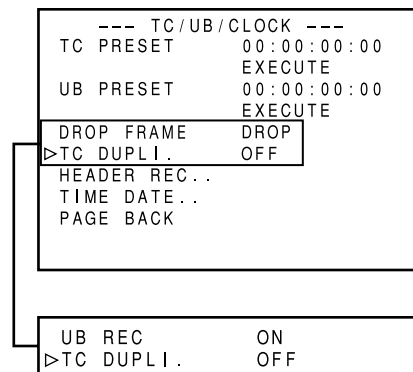 --- TC/UB/CLOCK ---
TC PRESET 00:00:00:00
EXECUTE
UB PRESET 00:00:00:00
EXECUTE
DROP FRAME DROP
▷TC DUPLI. OFF
HEADER REC..
TIME DATE..
PAGE BACK
UB REC ON
▷TC DUPLI. OFF